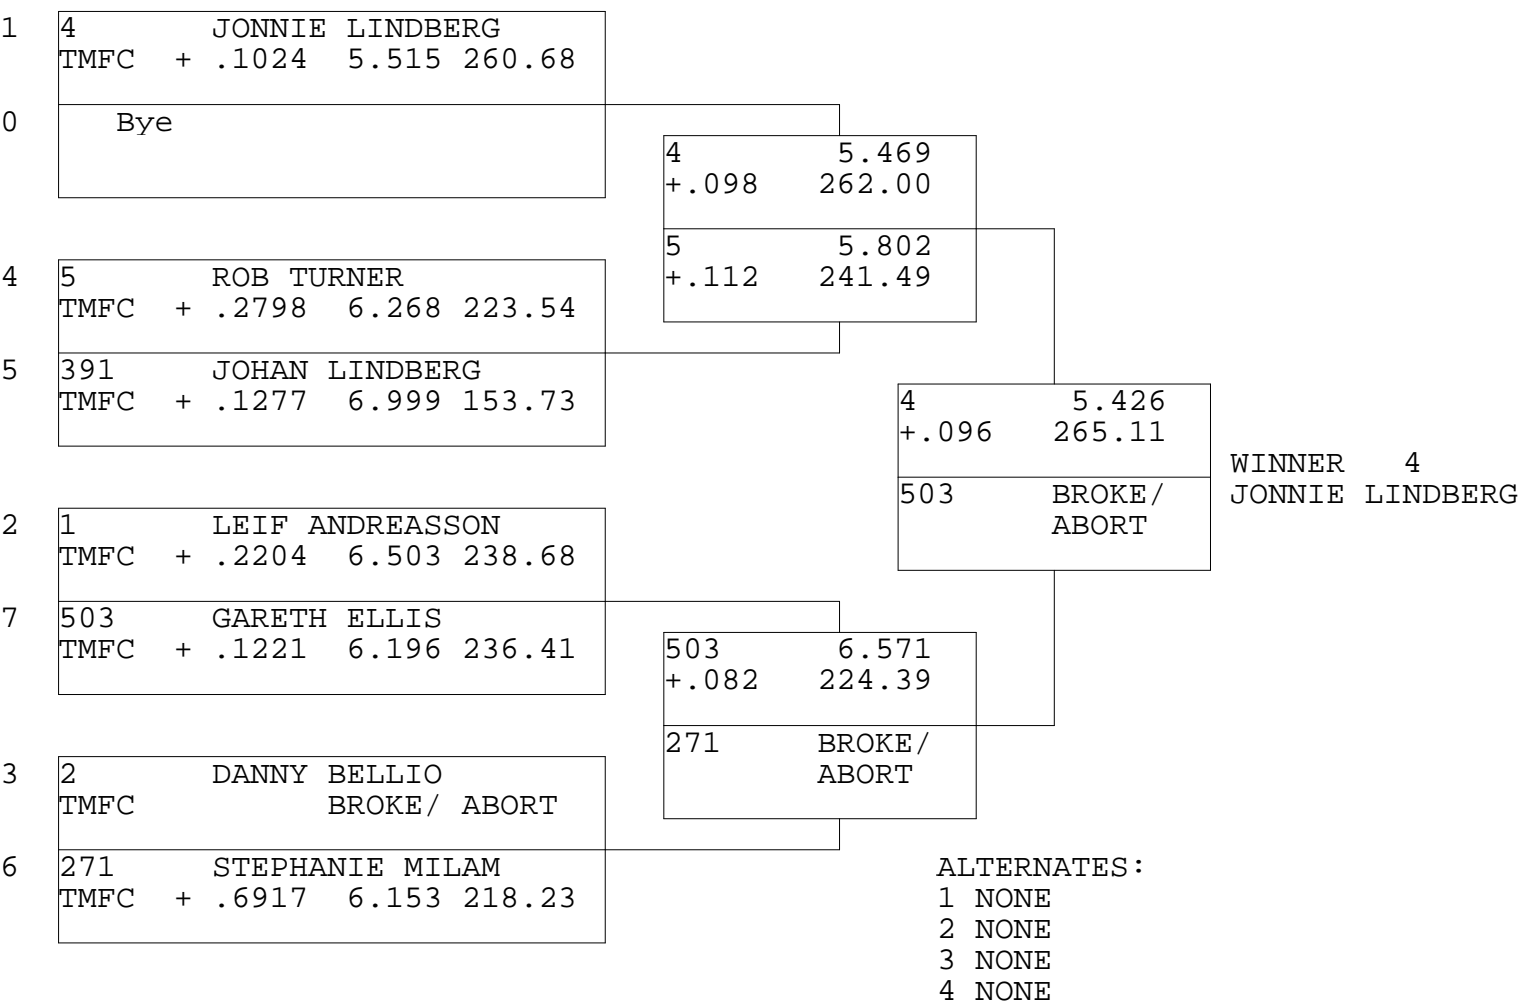 1 4 JONNIE LINDBERG
TMFC + .1024 5.515 260.68
0 Bye
4 5.469
+.098 262.00
5 5.802
+.112 241.49
4 5 ROB TURNER
TMFC + .2798 6.268 223.54
5 391 JOHAN LINDBERG
TMFC + .1277 6.999 153.73
4 5.426
+.096 265.11
503 BROKE/
ABORT
WINNER 4
JONNIE LINDBERG
2 1 LEIF ANDREASSON
TMFC + .2204 6.503 238.68
7 503 GARETH ELLIS
TMFC + .1221 6.196 236.41
503 6.571
+.082 224.39
271 BROKE/
ABORT
3 2 DANNY BELLIO
TMFC BROKE/ ABORT
6 271 STEPHANIE MILAM
TMFC + .6917 6.153 218.23
ALTERNATES:
1 NONE
2 NONE
3 NONE
4 NONE